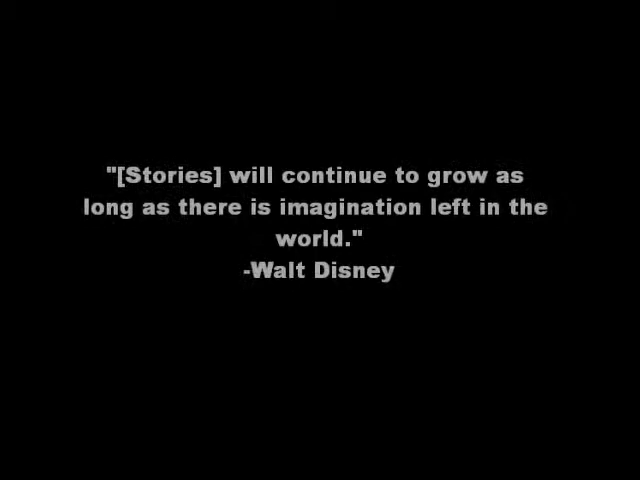 "[Stories] will continue to grow as
long as there is imagination left in the
world."
-Walt Disney